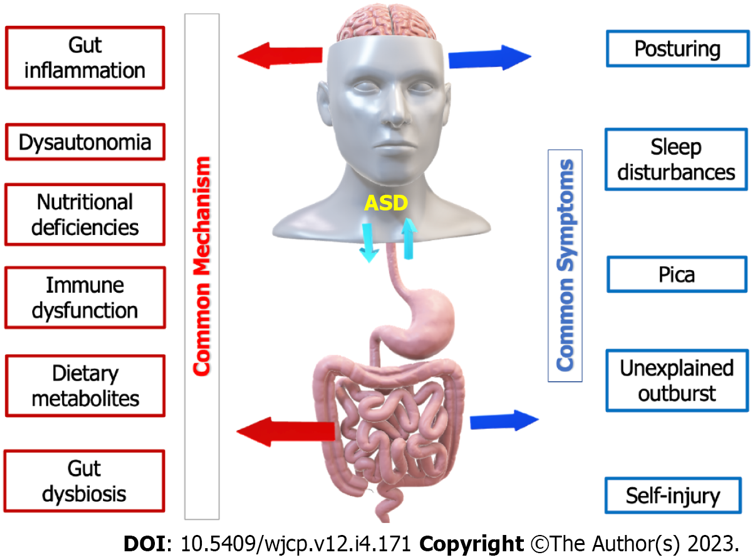 Gut
inflammation
Dysautonomia
Nutritional
deficiencies
Immune
dysfunction
Dietary
metabolites
Gut
dysbiosis
Common Mechanism
ASD
Common Symptoms
Posturing
Sleep
disturbances
Pica
Unexplained
outburst
Self-injury
DOI: 10.5409/wjcp.v12.i4.171 Copyright ©The Author(s) 2023.